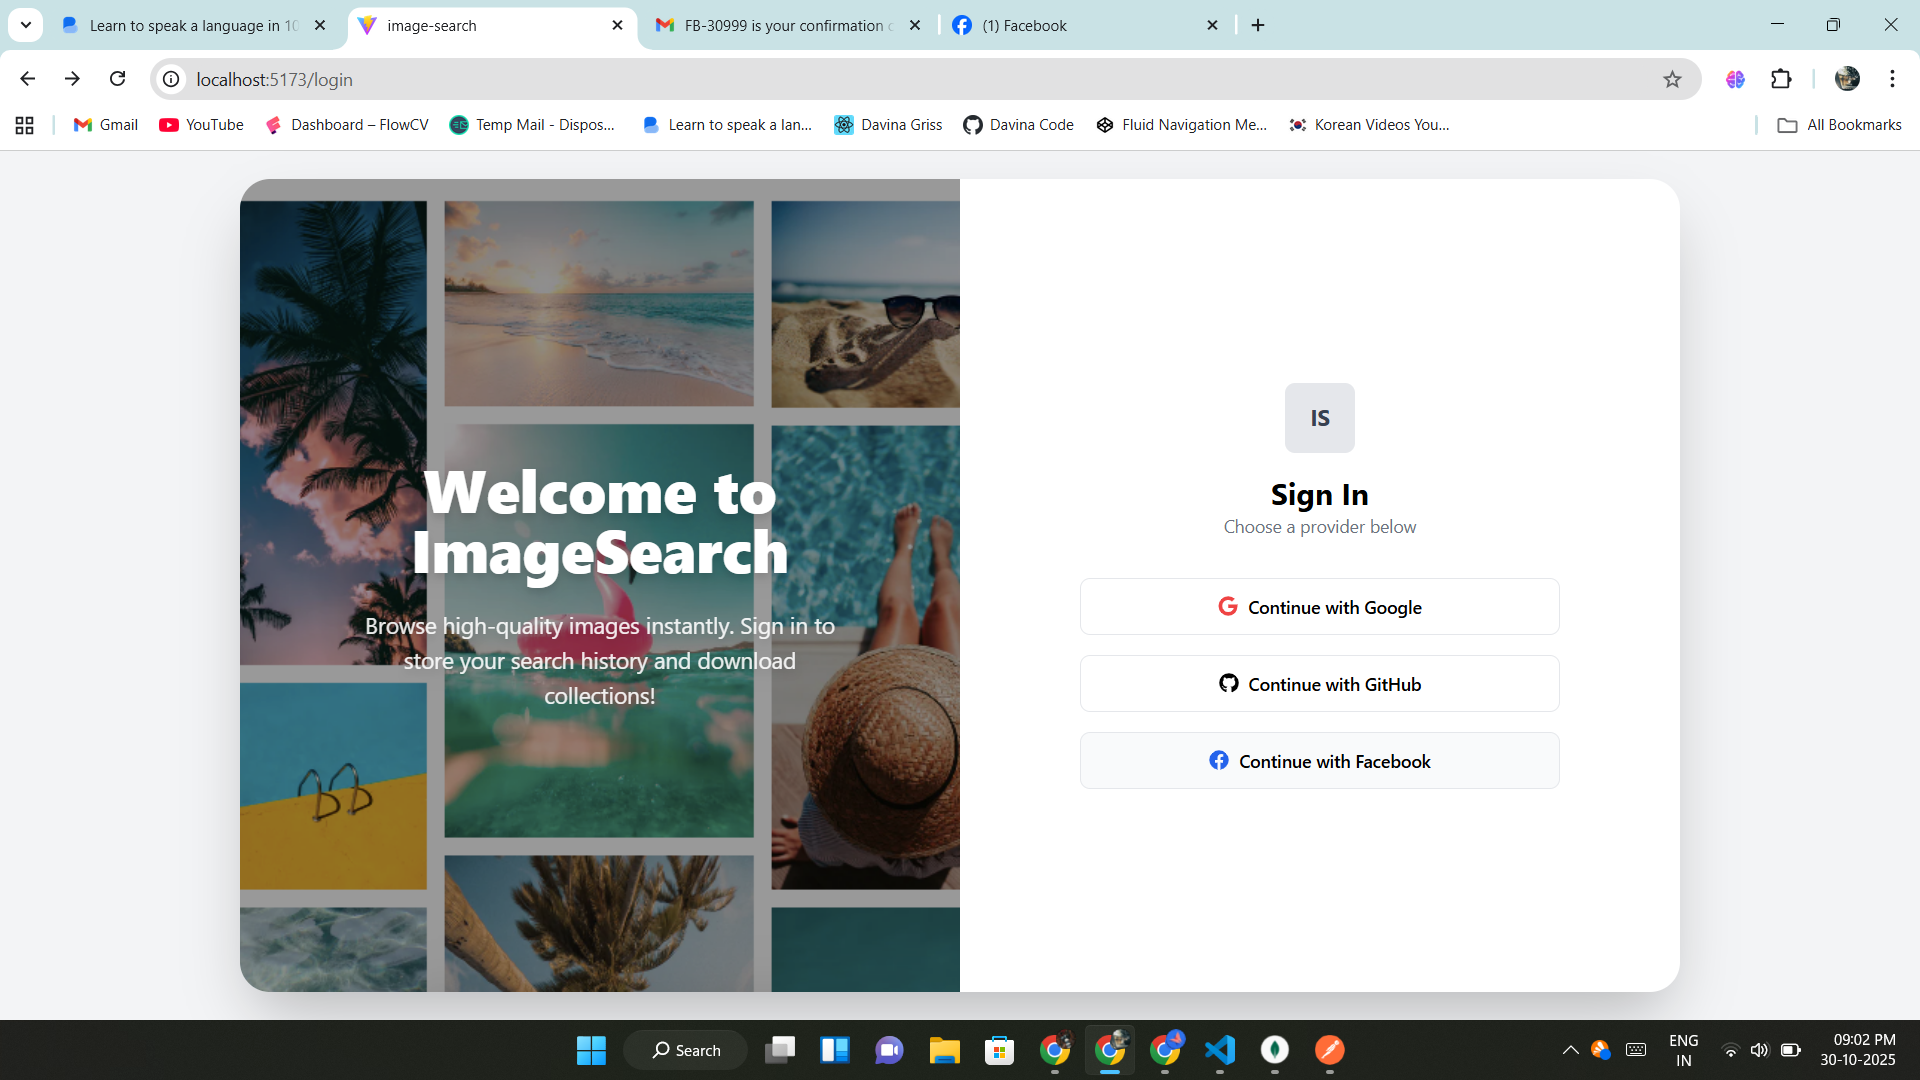 Learn to speak a language in 10
image-search
FB-30999 is your confirmation c
(1) Facebook
localhost:5173/login
Gmail
YouTube
Dashboard – FlowCV
Temp Mail - Dispos...
Learn to speak a lan...
Davina Griss
Davina Code
Fluid Navigation Me...
Korean Videos You...
All Bookmarks
Welcome to
ImageSearch
Browse high-quality images instantly. Sign in to
store your search history and download
collections!
IS
Sign In
Choose a provider below
Continue with Google
Continue with GitHub
Continue with Facebook
Search
ENG
IN
09:02 PM
30-10-2025